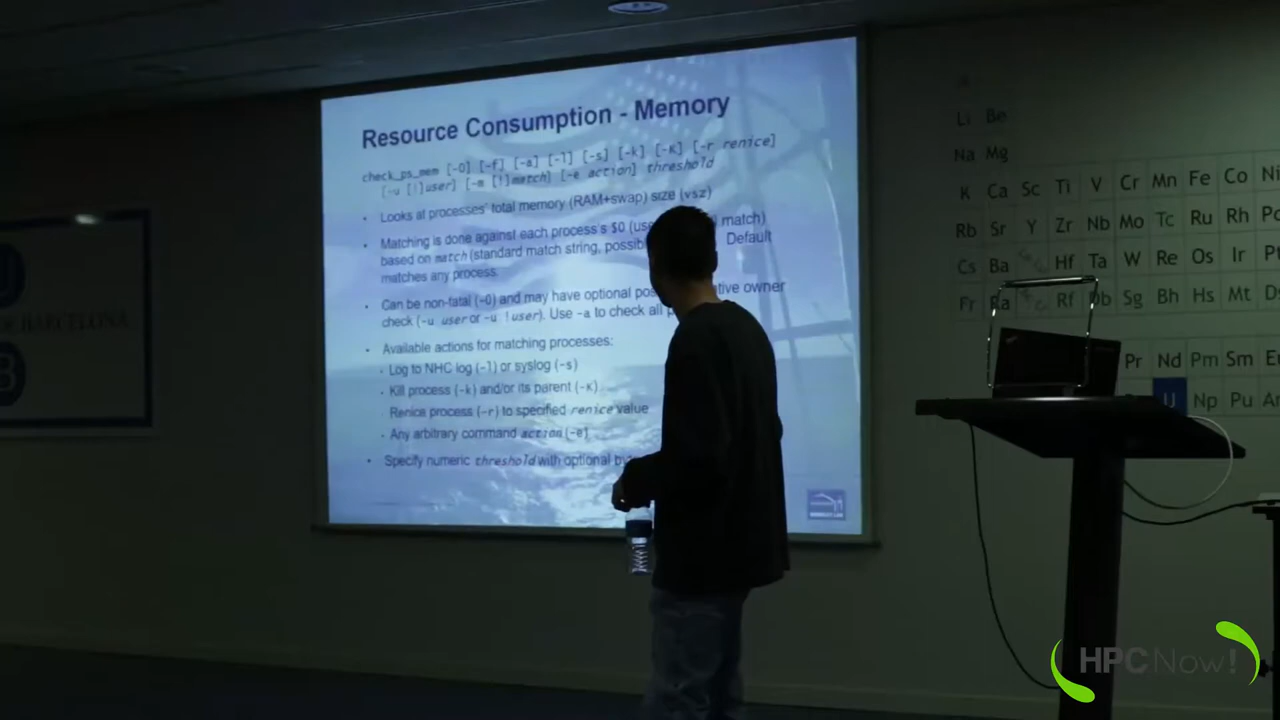 Resource Consumption - Memory
check_ps_mem [-0] [-f] [-a] [-l] [-s] [-k] [-K] [-r renice]
[-u [!]user] [-m [!]match] [-e action] threshold
• Looks at processes' total memory (RAM+swap) size (vsz)
• Matching is done against each process's $0 match)
based on match (standard match string, Default
matches any process.
• Can be non-fatal (-0) and may have optional owner
check (-u user or -u !user). Use -a to check all
• Available actions for matching processes:
• Log to NHC log (-l) or syslog (-s)
• Kill process (-k) and/or its parent (-K)
Renice process (-r) to specified renice value
• Any arbitrary command action (-e)
• Specify numeric threshold with optional
BARCELONA
B
Li Be
Na Mg
K Ca Sc Ti V Cr Mn Fe Co Ni
Rb Sr Y Zr Nb Mo Tc Ru Rh
Cs Ba Hf Ta W Re Os Ir
Fr Ra Rf Db Sg Bh Hs Mt
Pr Nd Pm Sm
U Np Pu
HPCNow!